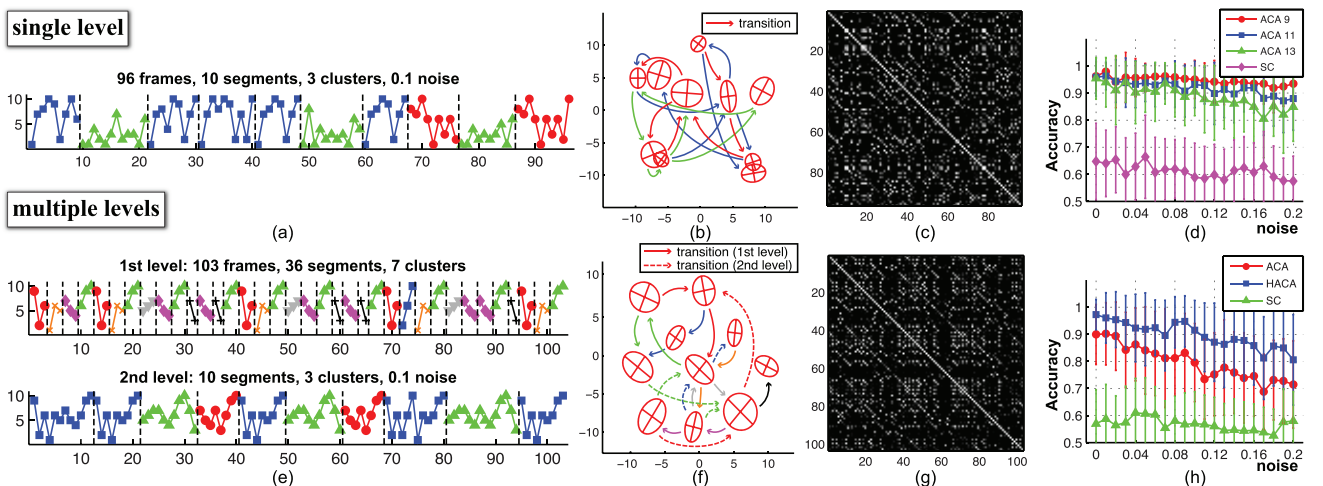 single level
96 frames, 10 segments, 3 clusters, 0.1 noise
10
5
10 20 30 40 50 60 70 80 90
multiple levels
(a)
transition
10
5
0
−5
−10
−10 −5 0 5 10
(b)
20
40
60
80
20 40 60 80
(c)
ACA 9
ACA 11
ACA 13
SC
Accuracy
1
0.9
0.8
0.7
0.6
0.5
0 0.04 0.08 0.12 0.16 0.2
(d) noise
1st level: 103 frames, 36 segments, 7 clusters
10
5
10 20 30 40 50 60 70 80 90 100
2nd level: 10 segments, 3 clusters, 0.1 noise
10
5
10 20 30 40 50 60 70 80 90 100
(e)
transition (1st level)
transition (2nd level)
10
5
0
−5
−10
−10 −5 0 5 10
(f)
20
40
60
80
100
20 40 60 80 100
(g)
ACA
HACA
SC
Accuracy
1
0.9
0.8
0.7
0.6
0.5
0 0.04 0.08 0.12 0.16 0.2
(h) noise